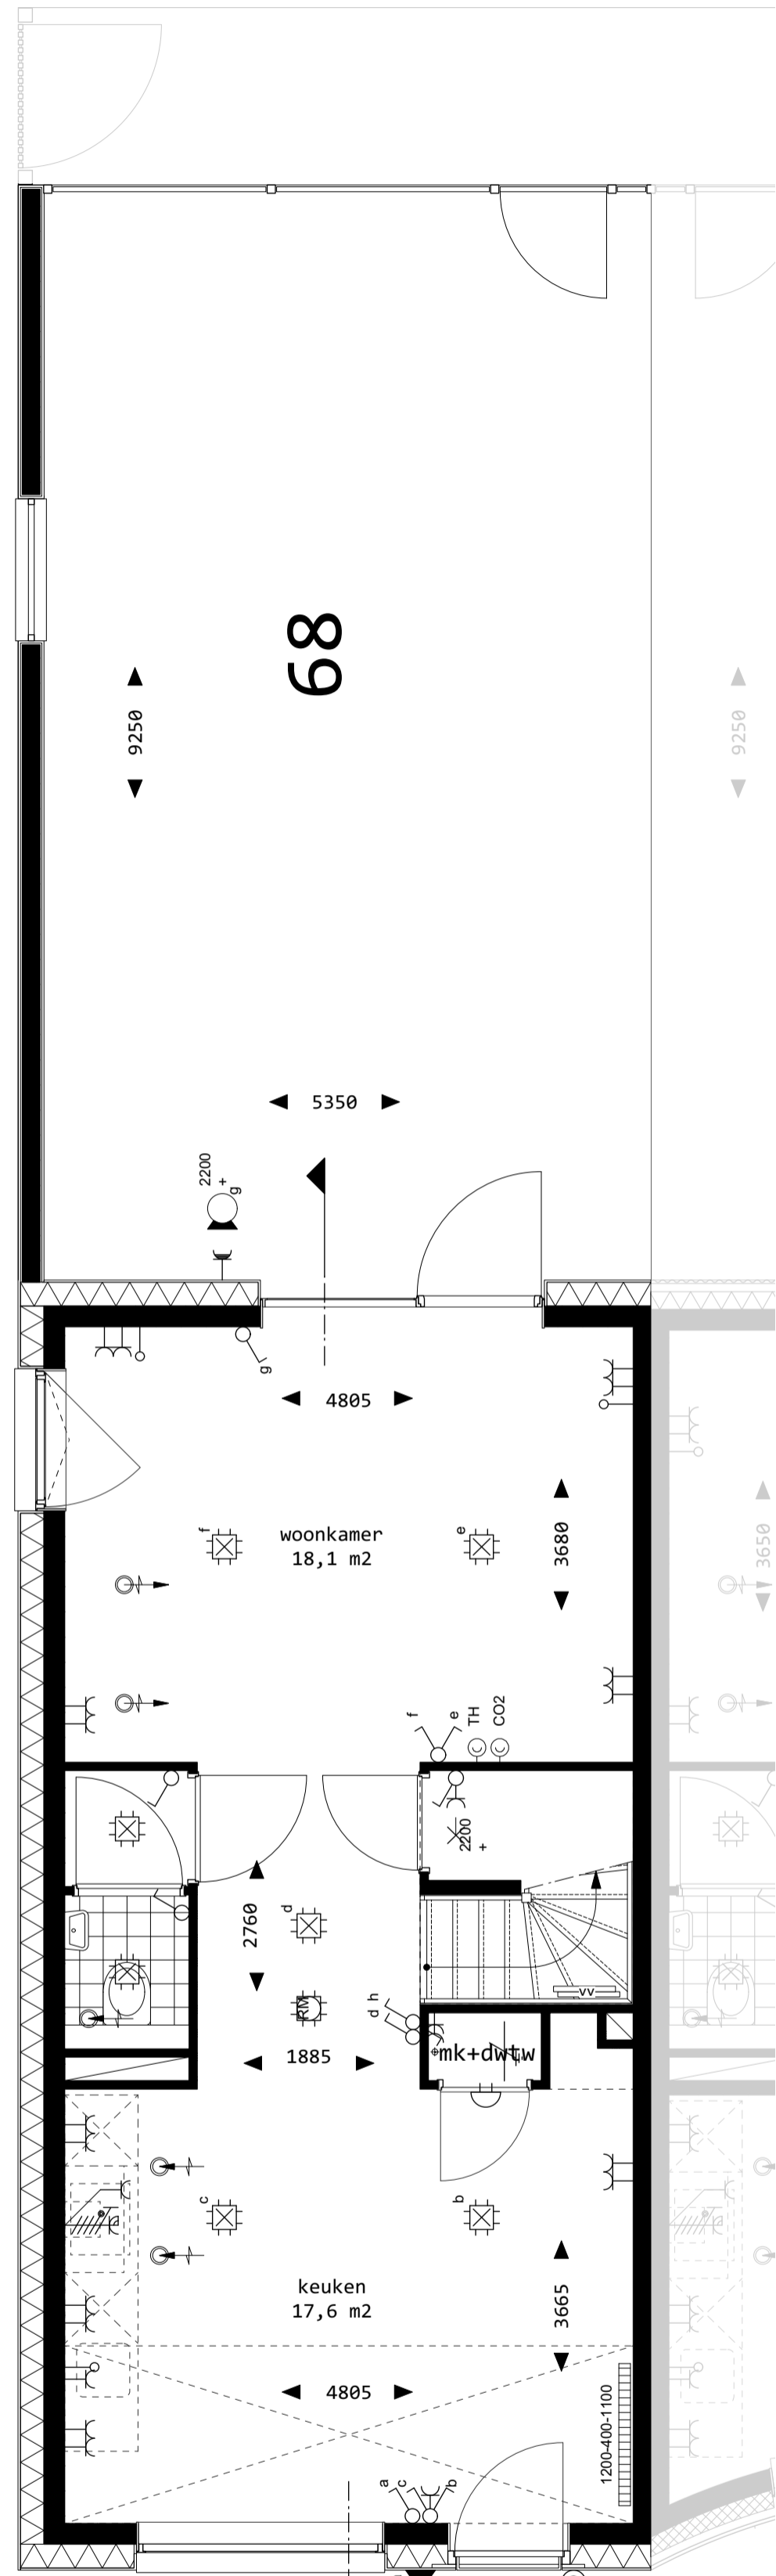 68
9250
9250
5350
2200
+
g
g
4805
f
woonkamer
18,1 m2
e
3680
3650
f
e
TH
CO2
2200
+
2760
d
RM
d h
vv
1885
mk+dwtw
c
b
keuken
17,6 m2
3665
4805
1200-400-1100
a
c
b